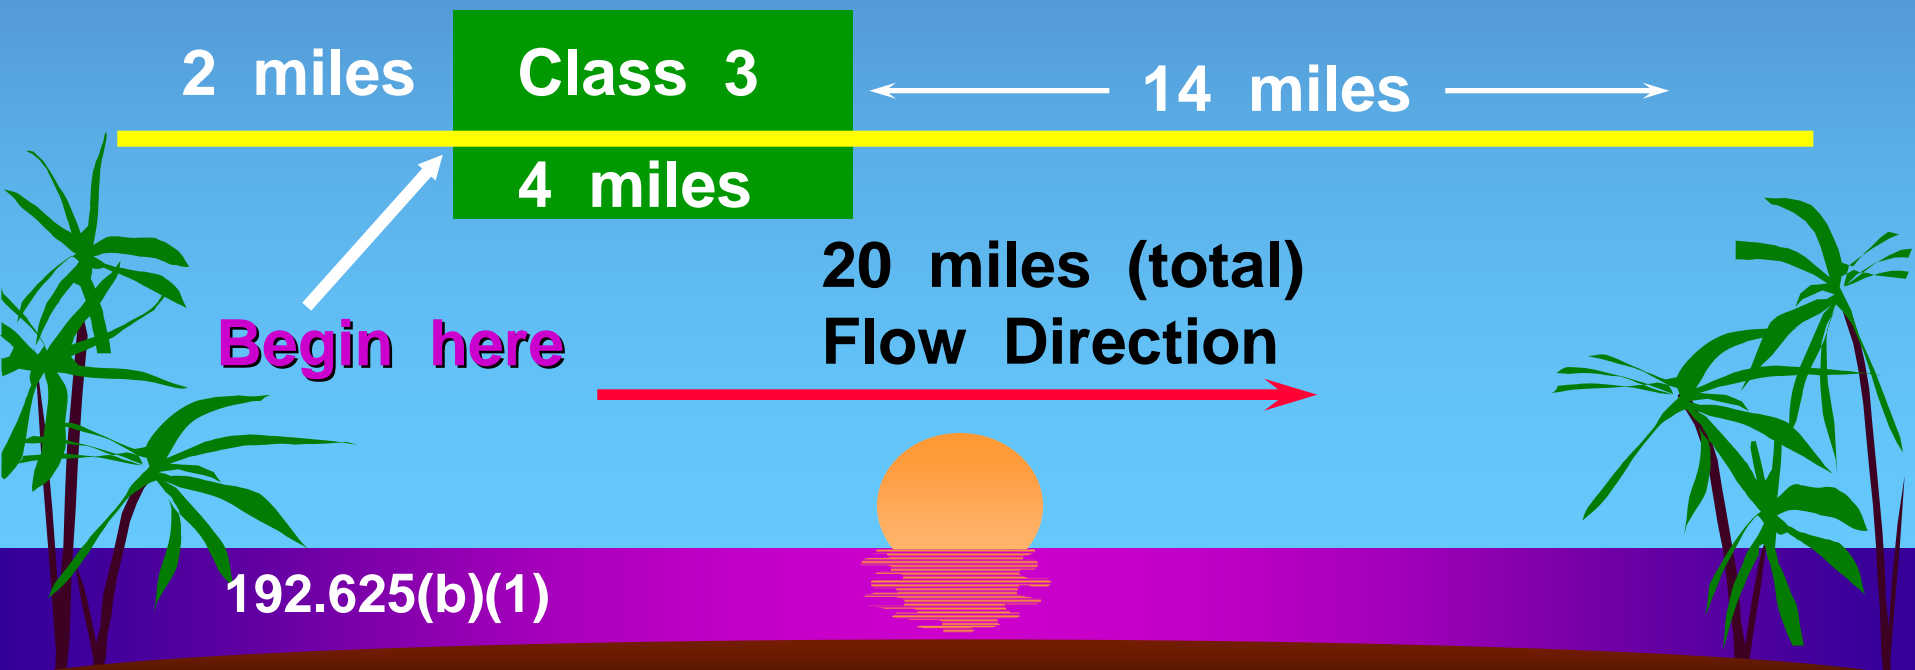 2 miles
Class 3
14 miles
4 miles
20 miles (total)
Flow Direction
Begin here
192.625(b)(1)